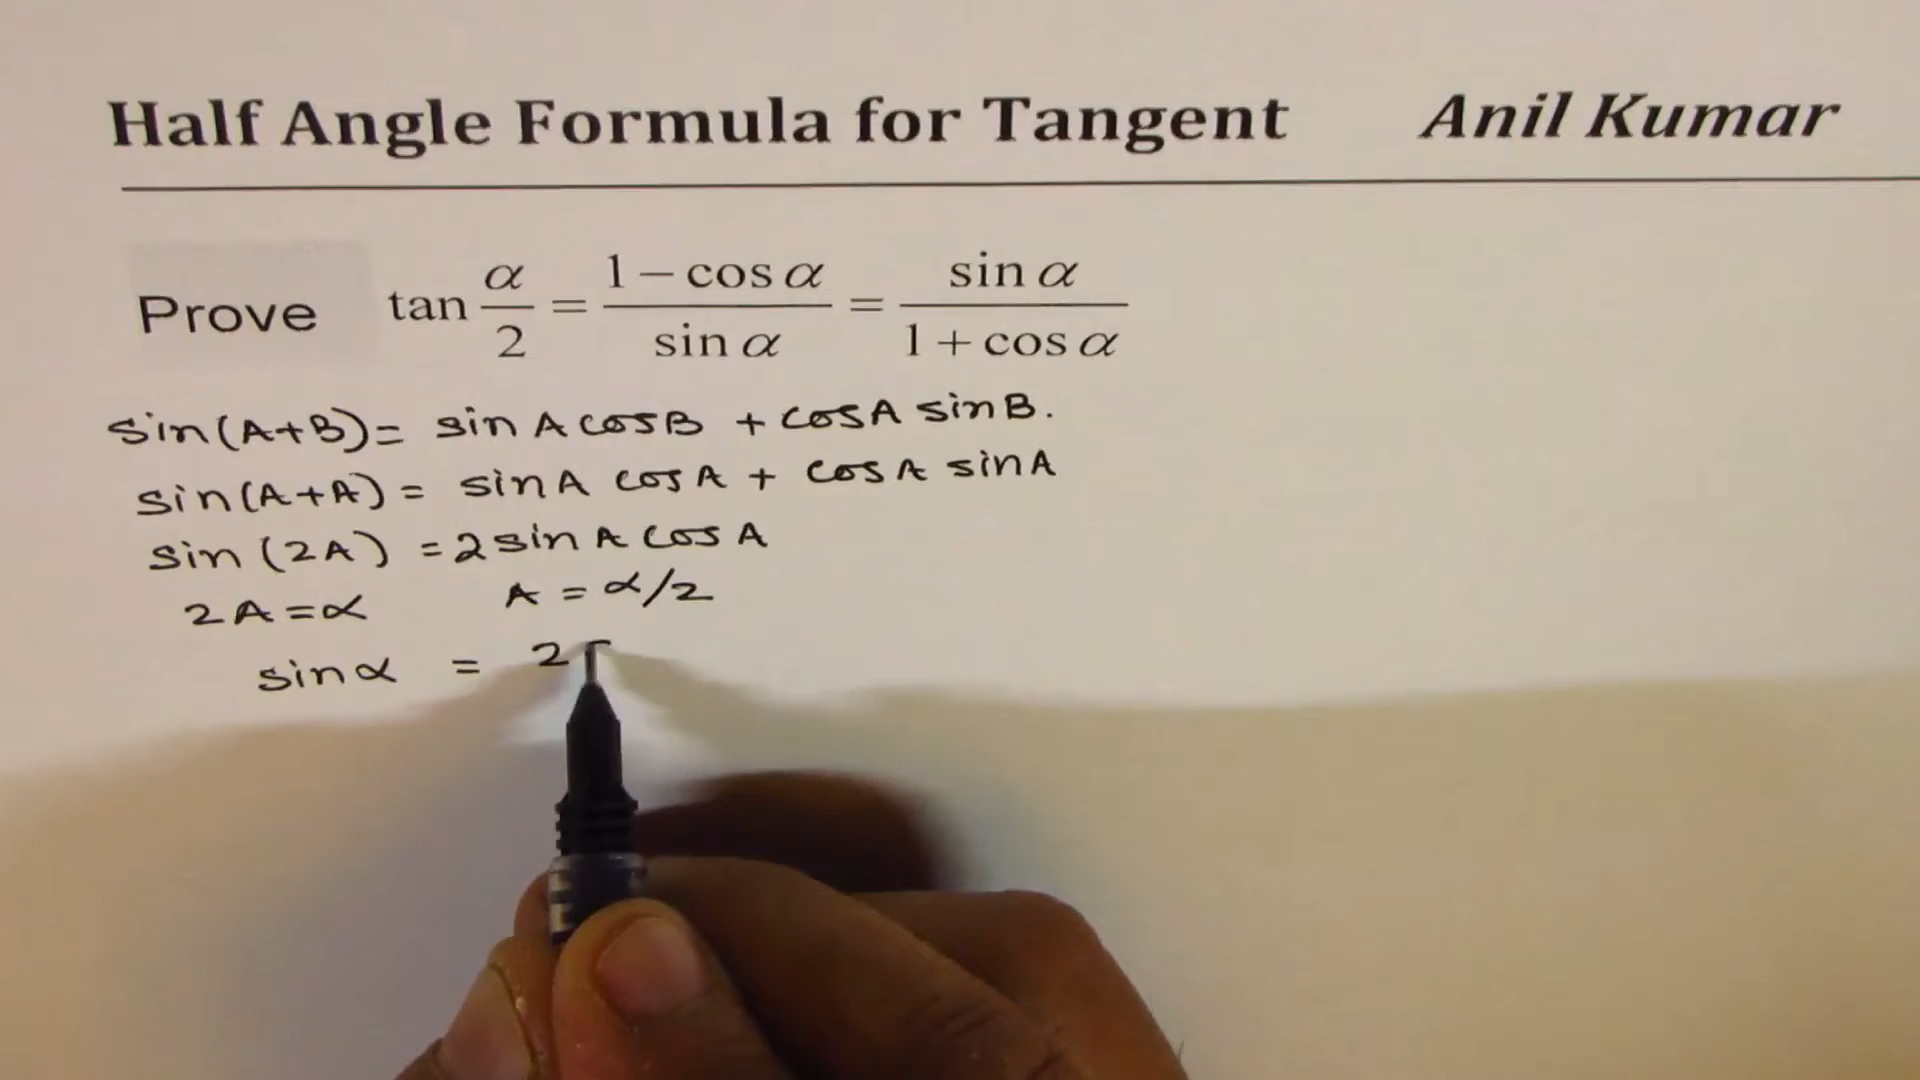 Half Angle Formula for Tangent Anil Kumar
Prove tan α/2 = (1 − cos α)/(sin α) = (sin α)/(1 + cos α)
sin(A+B) = sin A cos B + cos A sin B.
sin(A+A) = sin A cos A + cos A sin A
sin (2A) = 2 sin A cos A
2A = α A = α/2
sin α = 2